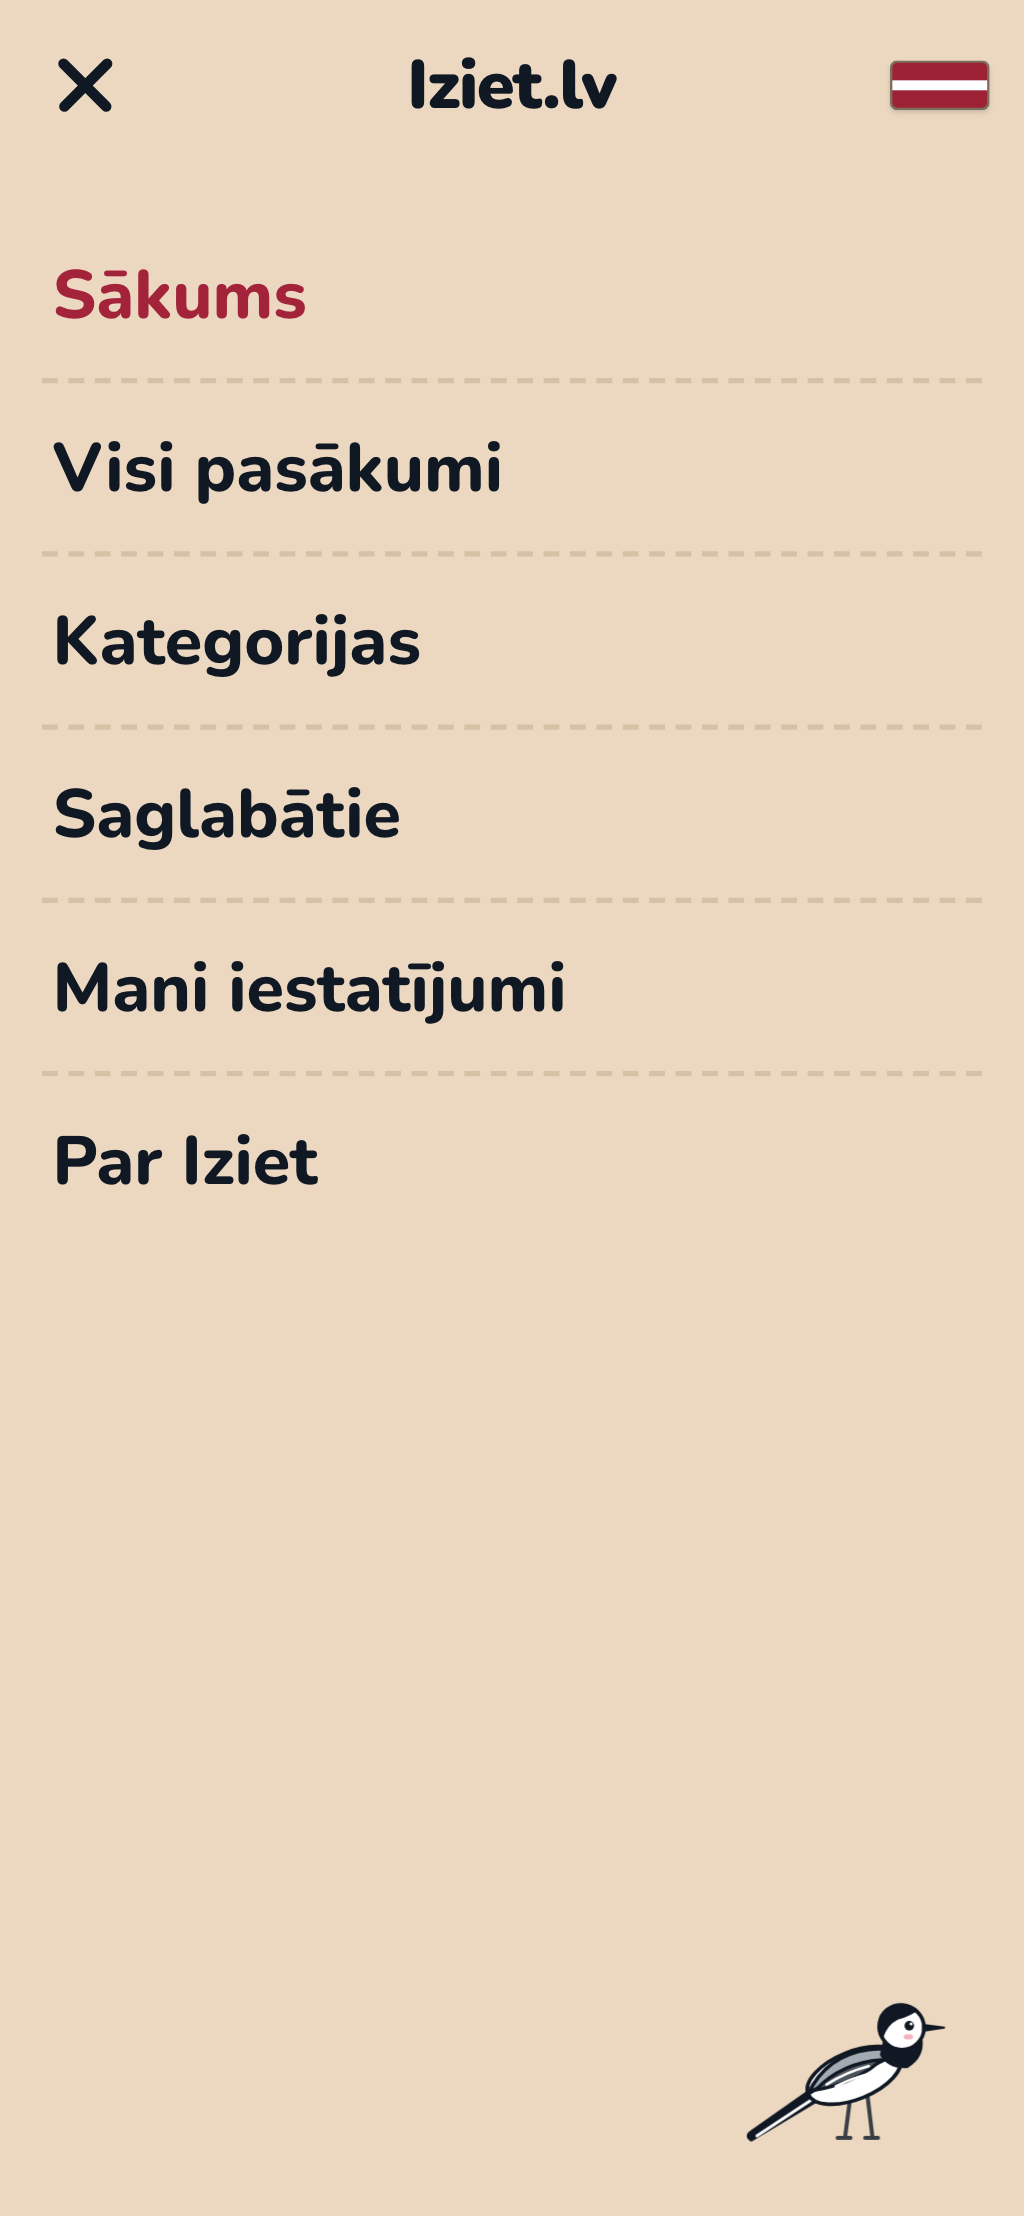 Iziet.lv
Sākums
Visi pasākumi
Kategorijas
Saglabātie
Mani iestatījumi
Par Iziet